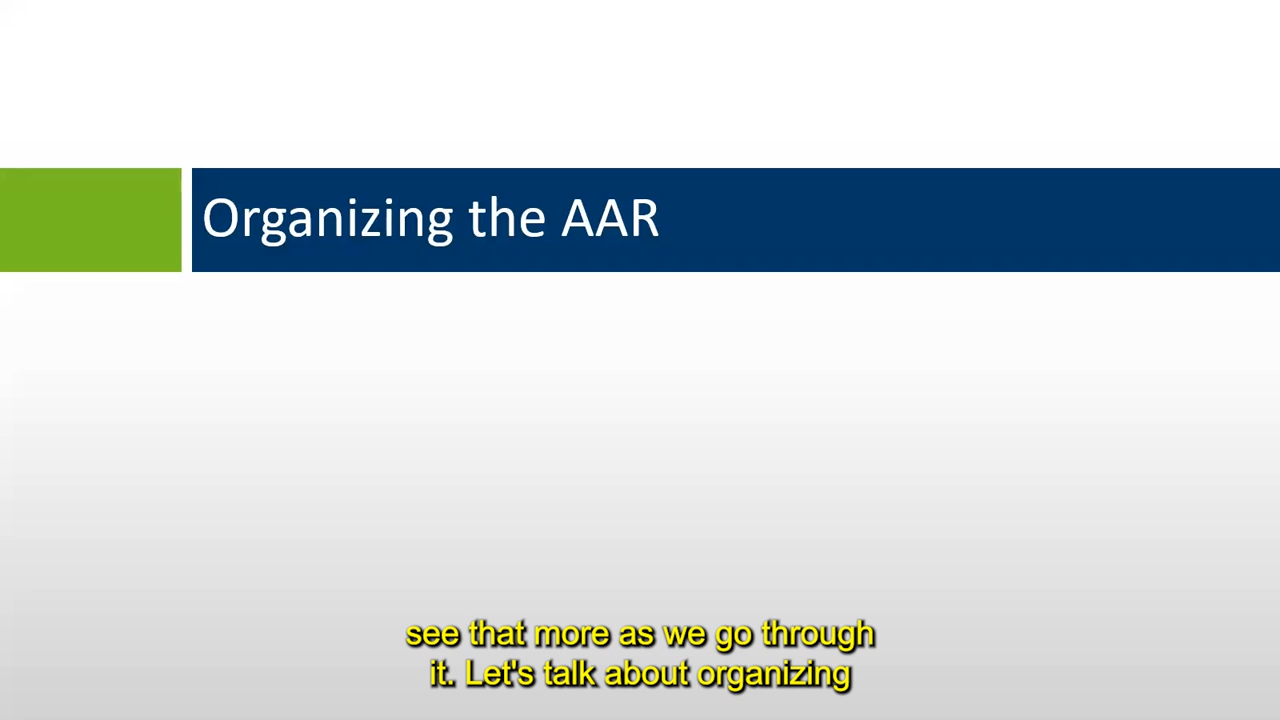 Organizing the AAR
see that more as we go through
it. Let's talk about organizing